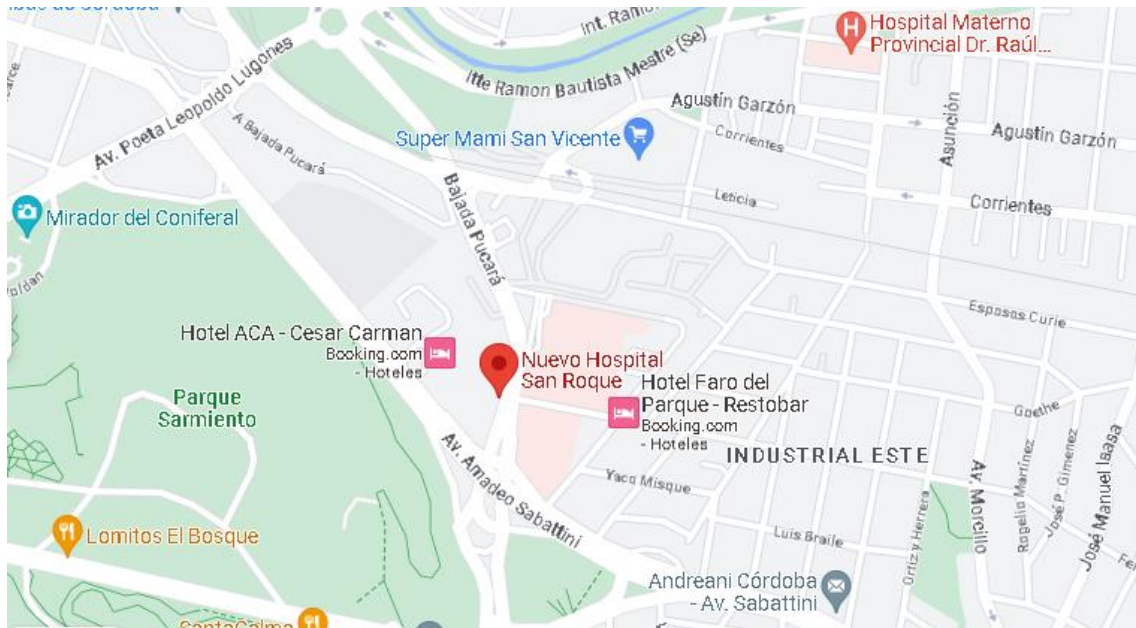 Int. Ramon
Hospital Materno
Provincial Dr. Raúl...
Itte Ramon Bautista Mestre (Se)
Av. Poeta Leopoldo Lugones
Agustín Garzón
Agustín Garzón
A Bajada Pucará
Super Mami San Vicente
Corrientes
Asunción
Bajada Pucará
Leticia
Corrientes
Mirador del Coniferal
Esposos Curie
Hotel ACA - Cesar Carman
Booking.com
- Hoteles
Nuevo Hospital
San Roque
Hotel Faro del
Parque - Restobar
Booking.com
- Hoteles
Parque
Sarmiento
Goethe
INDUSTRIAL ESTE
Av. Amadeo Sabattini
Yaco Misque
Av. Morcillo
Rogelio Martínez
José P. Gimenez
José Manuel Isasa
Lomitos El Bosque
Luis Braile
Ortiz y Herrera
Andreani Córdoba
- Av. Sabattini